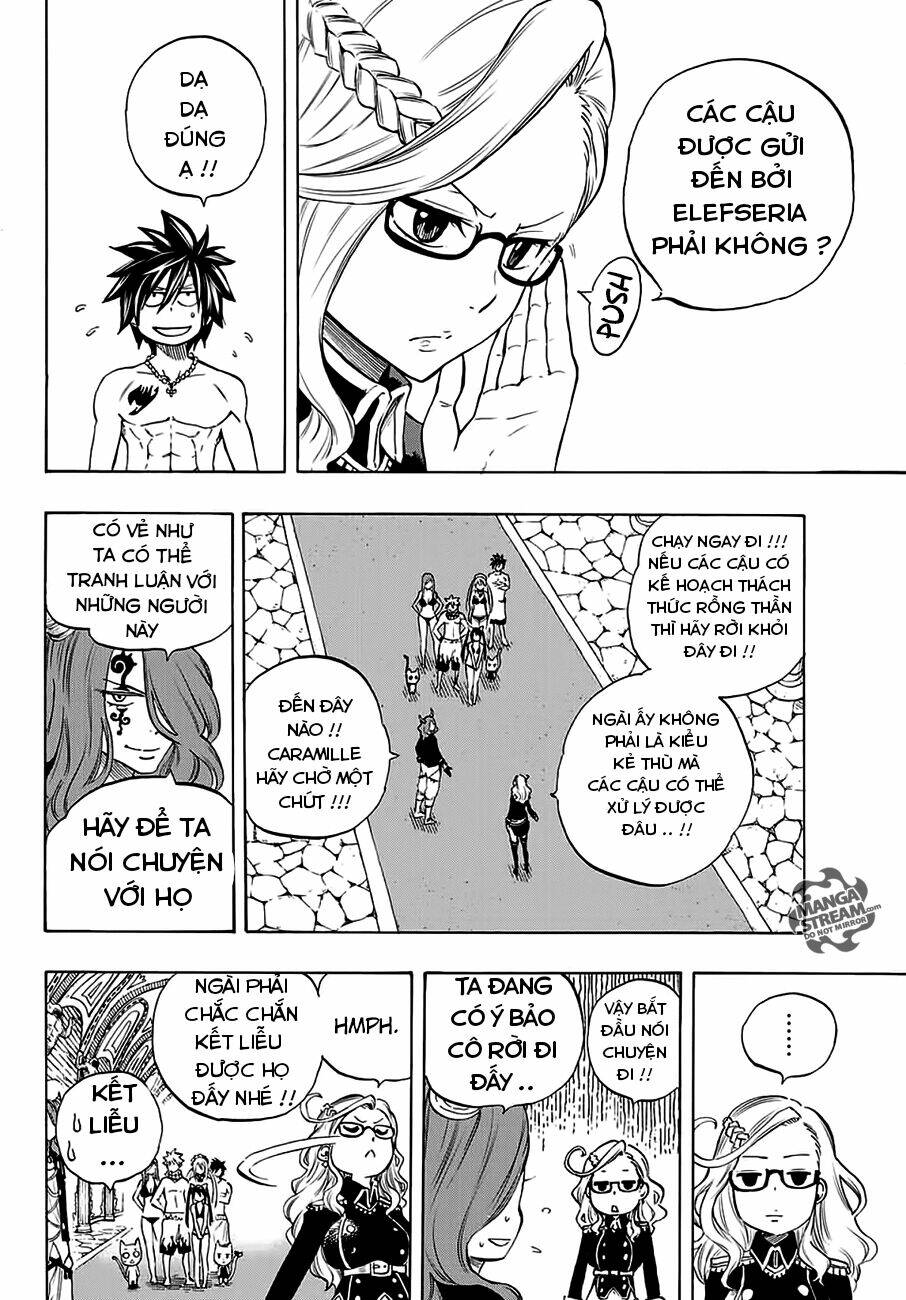 CÁC CẬU
ĐƯỢC GỬI
ĐẾN BỞI
ELEFSERIA
PHẢI KHÔNG ?
PUSH
DẠ
DẠ
ĐÚNG
Ạ !!
CHẠY NGAY ĐI !!!
NẾU CÁC CẬU CÓ
KẾ HOẠCH THÁCH
THỨC RỒNG THẦN
THÌ HÃY RỜI KHỎI
ĐÂY ĐI !
NGÀI ẤY KHÔNG
PHẢI LÀ KIỂU
KẺ THÙ MÀ
CÁC CẬU CÓ THỂ
XỬ LÝ ĐƯỢC
ĐÂU .. !!
ĐẾN ĐÂY
NÀO !!
CARAMILLE
HÃY CHỜ MỘT
CHÚT !!!
CÓ VẺ NHƯ
TA CÓ THỂ
TRANH LUẬN VỚI
NHỮNG NGƯỜI
NÀY
HÃY ĐỂ TA
NÓI CHUYỆN
VỚI HỌ
MANGA
STREAM.com
DO NOT MIRROR
.....
VẬY BẮT
ĐẦU NÓI
CHUYỆN
ĐI !!
TA ĐANG
CÓ Ý BẢO
CÔ RỜI ĐI
ĐẤY ..
HMPH.
NGÀI PHẢI
CHẮC CHẮN
KẾT LIỄU
ĐƯỢC HỌ
ĐẤY NHÉ !!
KẾT
LIỄU
...